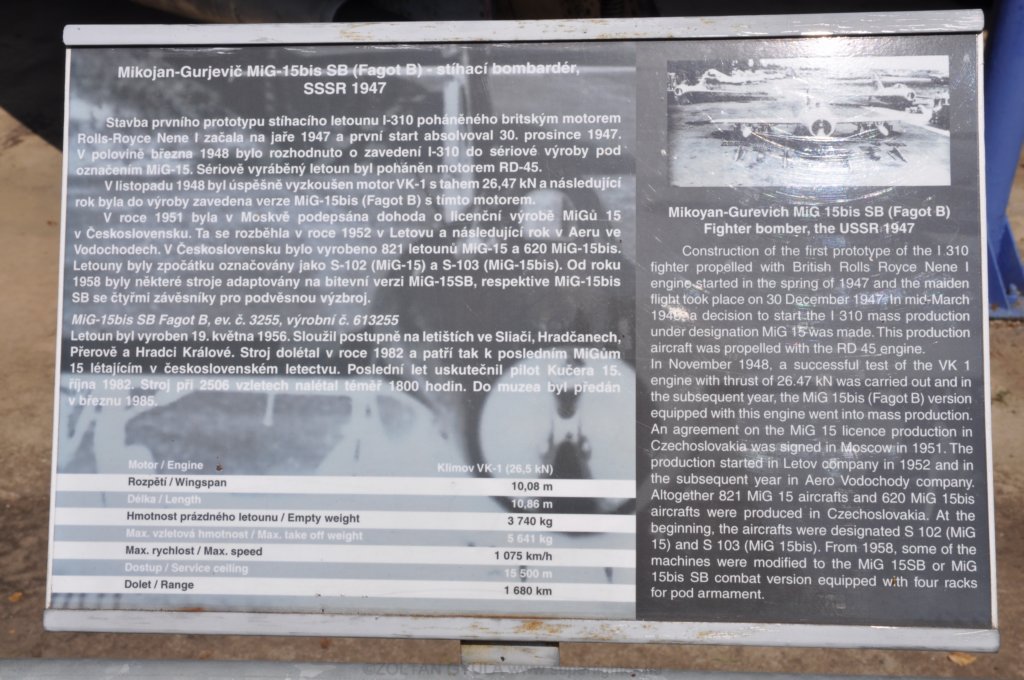 Mikojan-Gurjevič MiG-15bis SB (Fagot B) - stíhací bombardér,
SSSR 1947
Stavba prvního prototypu stíhacího letounu I-310 poháněného britským motorem
Rolls-Royce Nene I začala na jaře 1947 a první start absolvoval 30. prosince 1947.
V polovině března 1948 bylo rozhodnuto o zavedení I-310 do sériové výroby pod
označením MiG-15. Sériově vyráběný letoun byl poháněn motorem RD-45.
V listopadu 1948 byl úspěšně vyzkoušen motor VK-1 s tahem 26,47 kN a následující
rok byla do výroby zavedena verze MiG-15bis (Fagot B) s tímto motorem.
V roce 1951 byla v Moskvě podepsána dohoda o licenční výrobě MiGů 15
v Československu. Ta se rozběhla v roce 1952 v Letovu a následující rok v Aeru ve
Vodochodech. V Československu bylo vyrobeno 821 letounů MiG-15 a 620 MiG-15bis.
Letouny byly zpočátku označovány jako S-102 (MiG-15) a S-103 (MiG-15bis). Od roku
1958 byly některé stroje adaptovány na bitevní verzi MiG-15SB, respektive MiG-15bis
SB se čtyřmi závěsníky pro podvěsnou výzbroj.
MiG-15bis SB Fagot B, ev. č. 3255, výrobní č. 613255
Letoun byl vyroben 19. května 1956. Sloužil postupně na letištích ve Sliači, Hradčanech,
Přerově a Hradci Králové. Stroj dolétal v roce 1982 a patří tak k posledním MiGům
15 létajícím v československém letectvu. Poslední let uskutečnil pilot Kučera 15.
října 1982. Stroj při 2506 vzletech nalétal téměř 1800 hodin. Do muzea byl předán
v březnu 1985.
Motor / Engine Klimov VK-1 (26,5 kN)
Rozpětí / Wingspan 10,08 m
Délka / Length 10,86 m
Hmotnost prázdného letounu / Empty weight 3 740 kg
Max. vzletová hmotnost / Max. take off weight 5 641 kg
Max. rychlost / Max. speed 1 075 km/h
Dostup / Service ceiling 15 500 m
Dolet / Range 1 680 km
Mikoyan-Gurevich MiG 15bis SB (Fagot B)
Fighter bomber, the USSR 1947
Construction of the first prototype of the I 310
fighter propelled with British Rolls Royce Nene I
engine started in the spring of 1947 and the maiden
flight took place on 30 December 1947. In mid-March
1948, a decision to start the I 310 mass production
under designation MiG 15 was made. This production
aircraft was propelled with the RD 45 engine.
In November 1948, a successful test of the VK 1
engine with thrust of 26.47 kN was carried out and in
the subsequent year, the MiG 15bis (Fagot B) version
equipped with this engine went into mass production.
An agreement on the MiG 15 licence production in
Czechoslovakia was signed in Moscow in 1951. The
production started in Letov company in 1952 and in
the subsequent year in Aero Vodochody company.
Altogether 821 MiG 15 aircrafts and 620 MiG 15bis
aircrafts were produced in Czechoslovakia. At the
beginning, the aircrafts were designated S 102 (MiG
15) and S 103 (MiG 15bis). From 1958, some of the
machines were modified to the MiG 15SB or MiG
15bis SB combat version equipped with four racks
for pod armament.
©ZOLTÁN GYULA